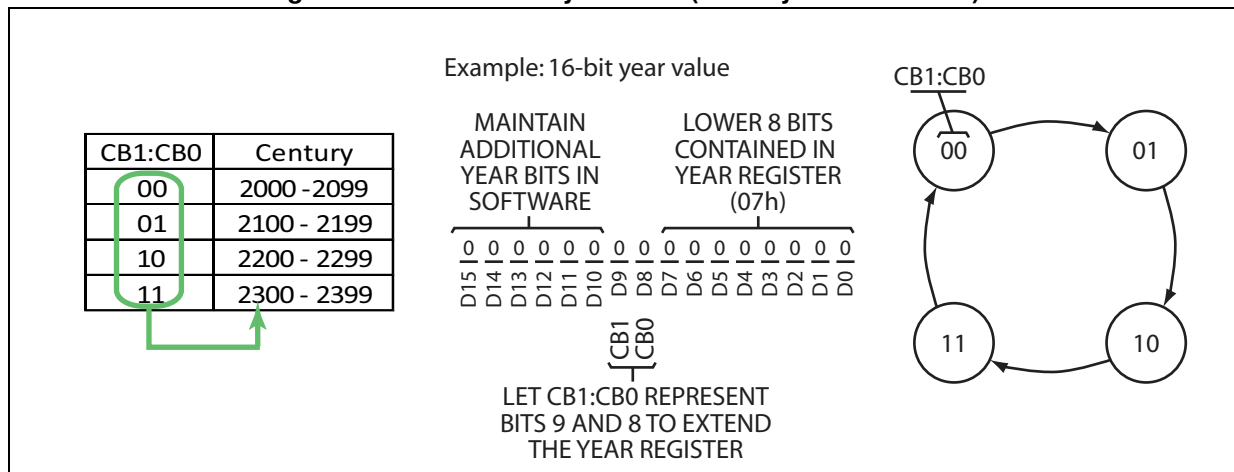 CB1:CB0 Century
00 2000 -2099
01 2100 - 2199
10 2200 - 2299
11 2300 - 2399
Example: 16-bit year value
MAINTAIN
ADDITIONAL
YEAR BITS IN
SOFTWARE
LOWER 8 BITS
CONTAINED IN
YEAR REGISTER
(07h)
0 0 0 0 0 0 0 0 0 0 0 0 0 0 0 0
D15 D14 D13 D12 D11 D10 D9 D8 D7 D6 D5 D4 D3 D2 D1 D0
CB1 CB0
LET CB1:CB0 REPRESENT
BITS 9 AND 8 TO EXTEND
THE YEAR REGISTER
CB1:CB0
00 01
11 10